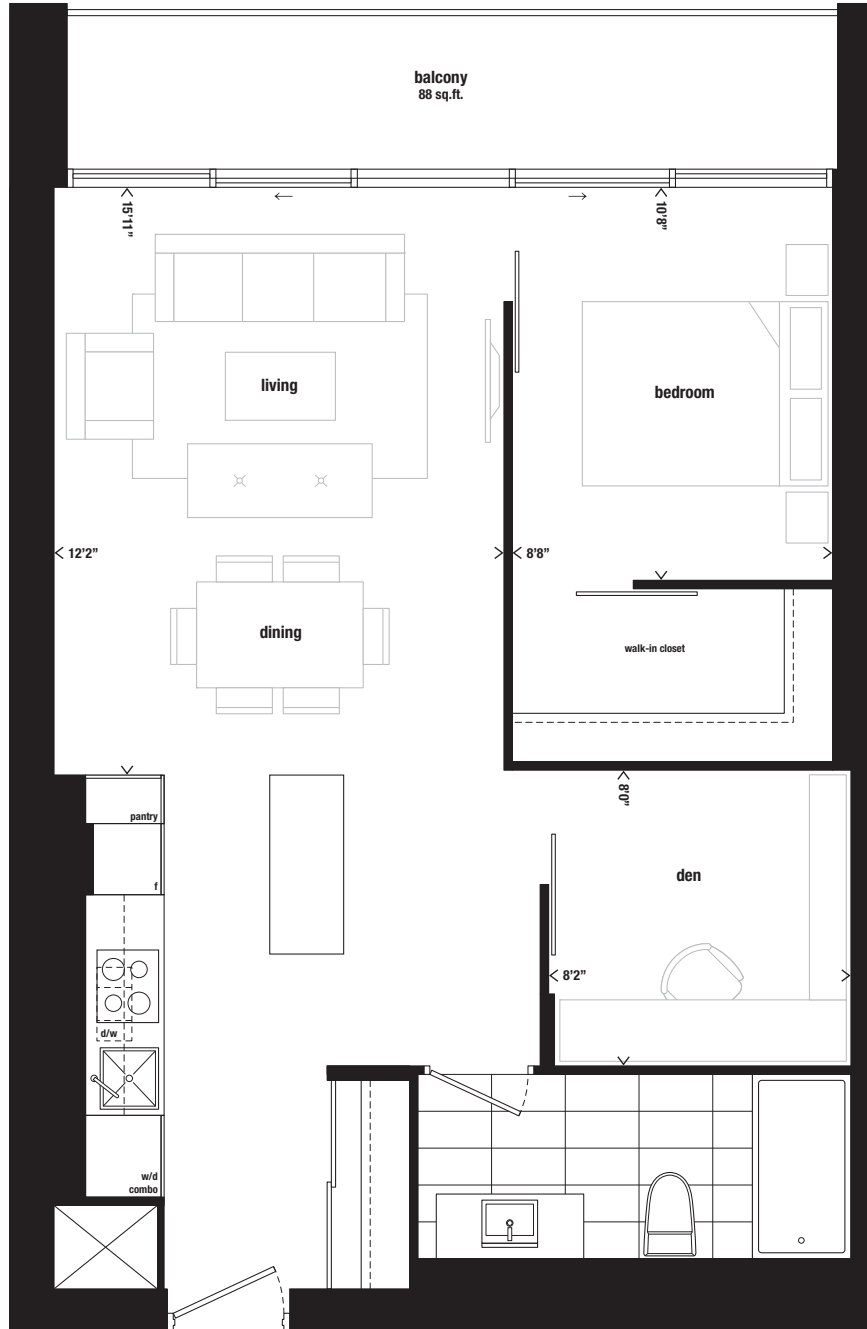 balcony
88 sq.ft.
15'11"
10'8"
living
bedroom
12'2"
8'8"
dining
walk-in closet
8'0"
pantry
f
den
8'2"
d/w
w/d
combo